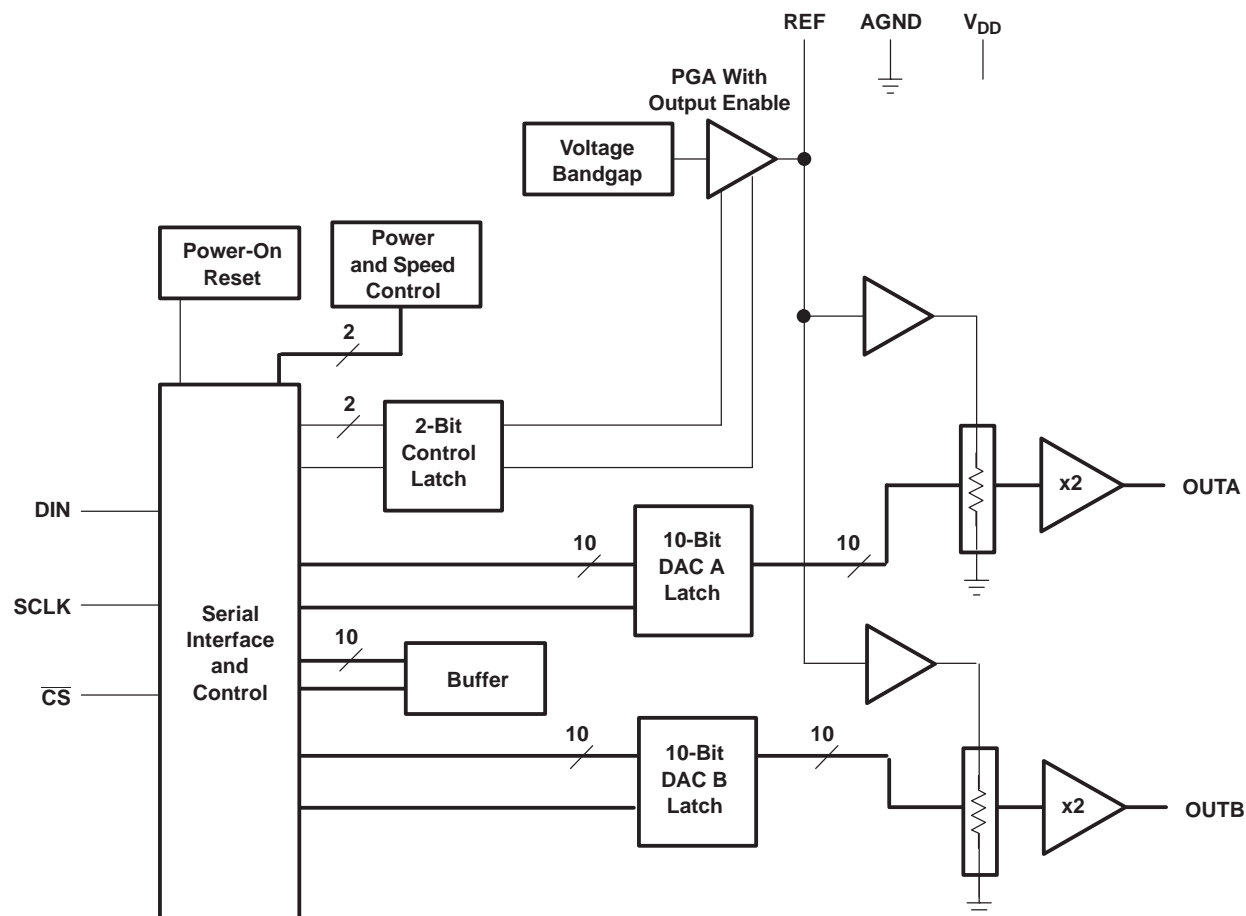 REF
AGND
VDD
PGA With
Output Enable
Voltage
Bandgap
Power-On
Reset
Power
and Speed
Control
2
2
2-Bit
Control
Latch
x2
OUTA
DIN
10
10-Bit
DAC A
Latch
10
SCLK
Serial
Interface
and
Control
10
Buffer
CS
10
10-Bit
DAC B
Latch
10
x2
OUTB